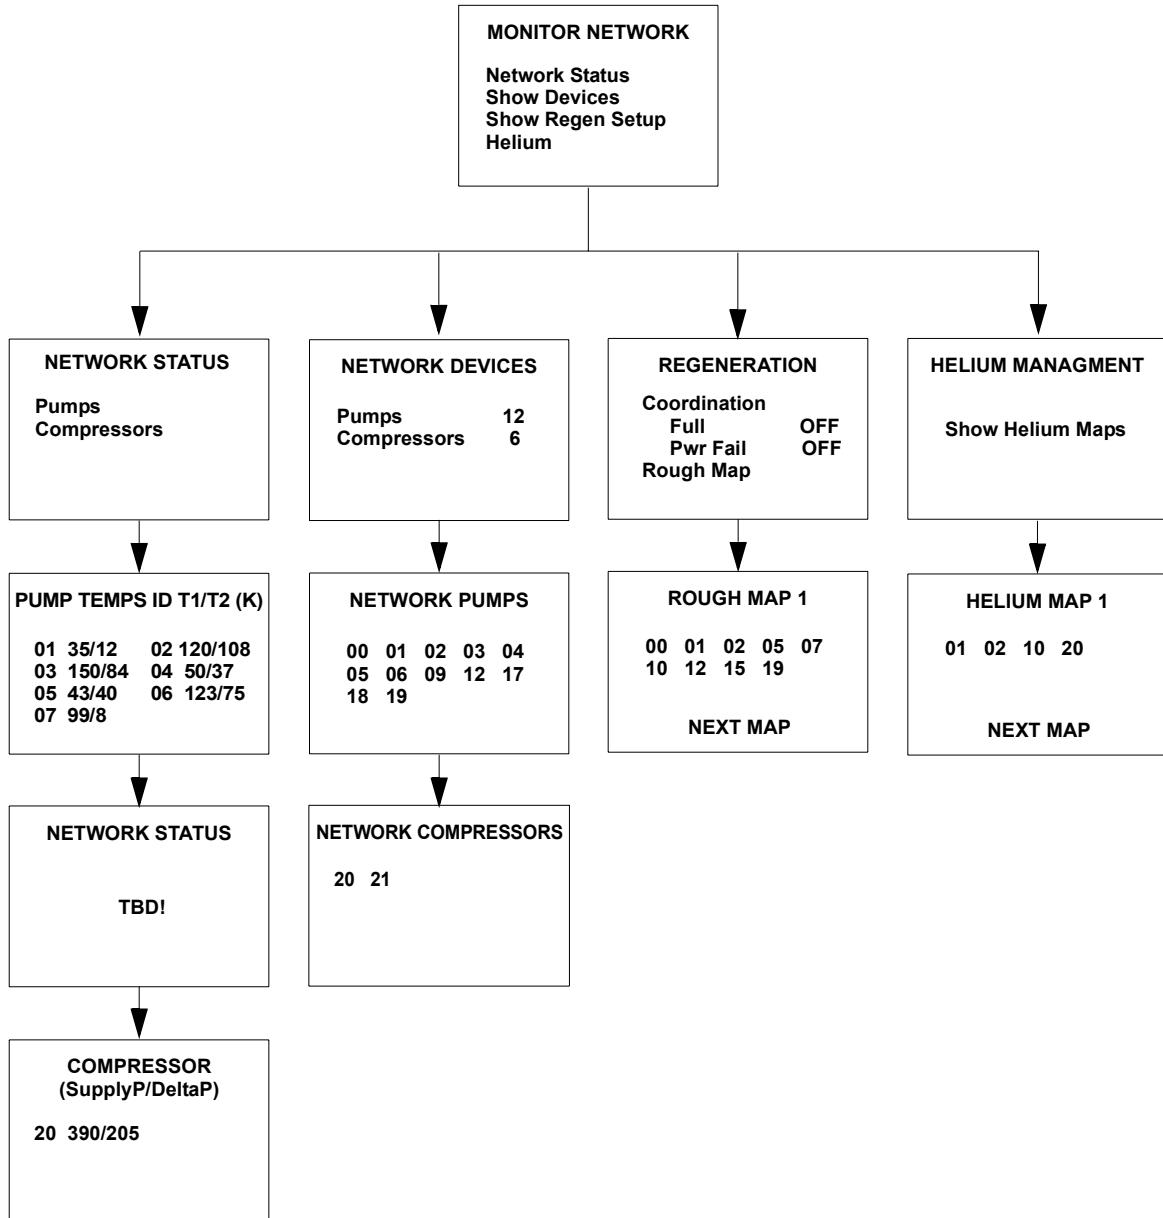 MONITOR NETWORK
Network Status
Show Devices
Show Regen Setup
Helium
NETWORK STATUS
Pumps
Compressors
NETWORK DEVICES
Pumps 12
Compressors 6
REGENERATION
Coordination
Full OFF
Pwr Fail OFF
Rough Map
HELIUM MANAGMENT
Show Helium Maps
PUMP TEMPS ID T1/T2 (K)
01 35/12 02 120/108
03 150/84 04 50/37
05 43/40 06 123/75
07 99/8
NETWORK PUMPS
00 01 02 03 04
05 06 09 12 17
18 19
ROUGH MAP 1
00 01 02 05 07
10 12 15 19
NEXT MAP
HELIUM MAP 1
01 02 10 20
NEXT MAP
NETWORK STATUS
TBD!
NETWORK COMPRESSORS
20 21
COMPRESSOR
(SupplyP/DeltaP)
20 390/205